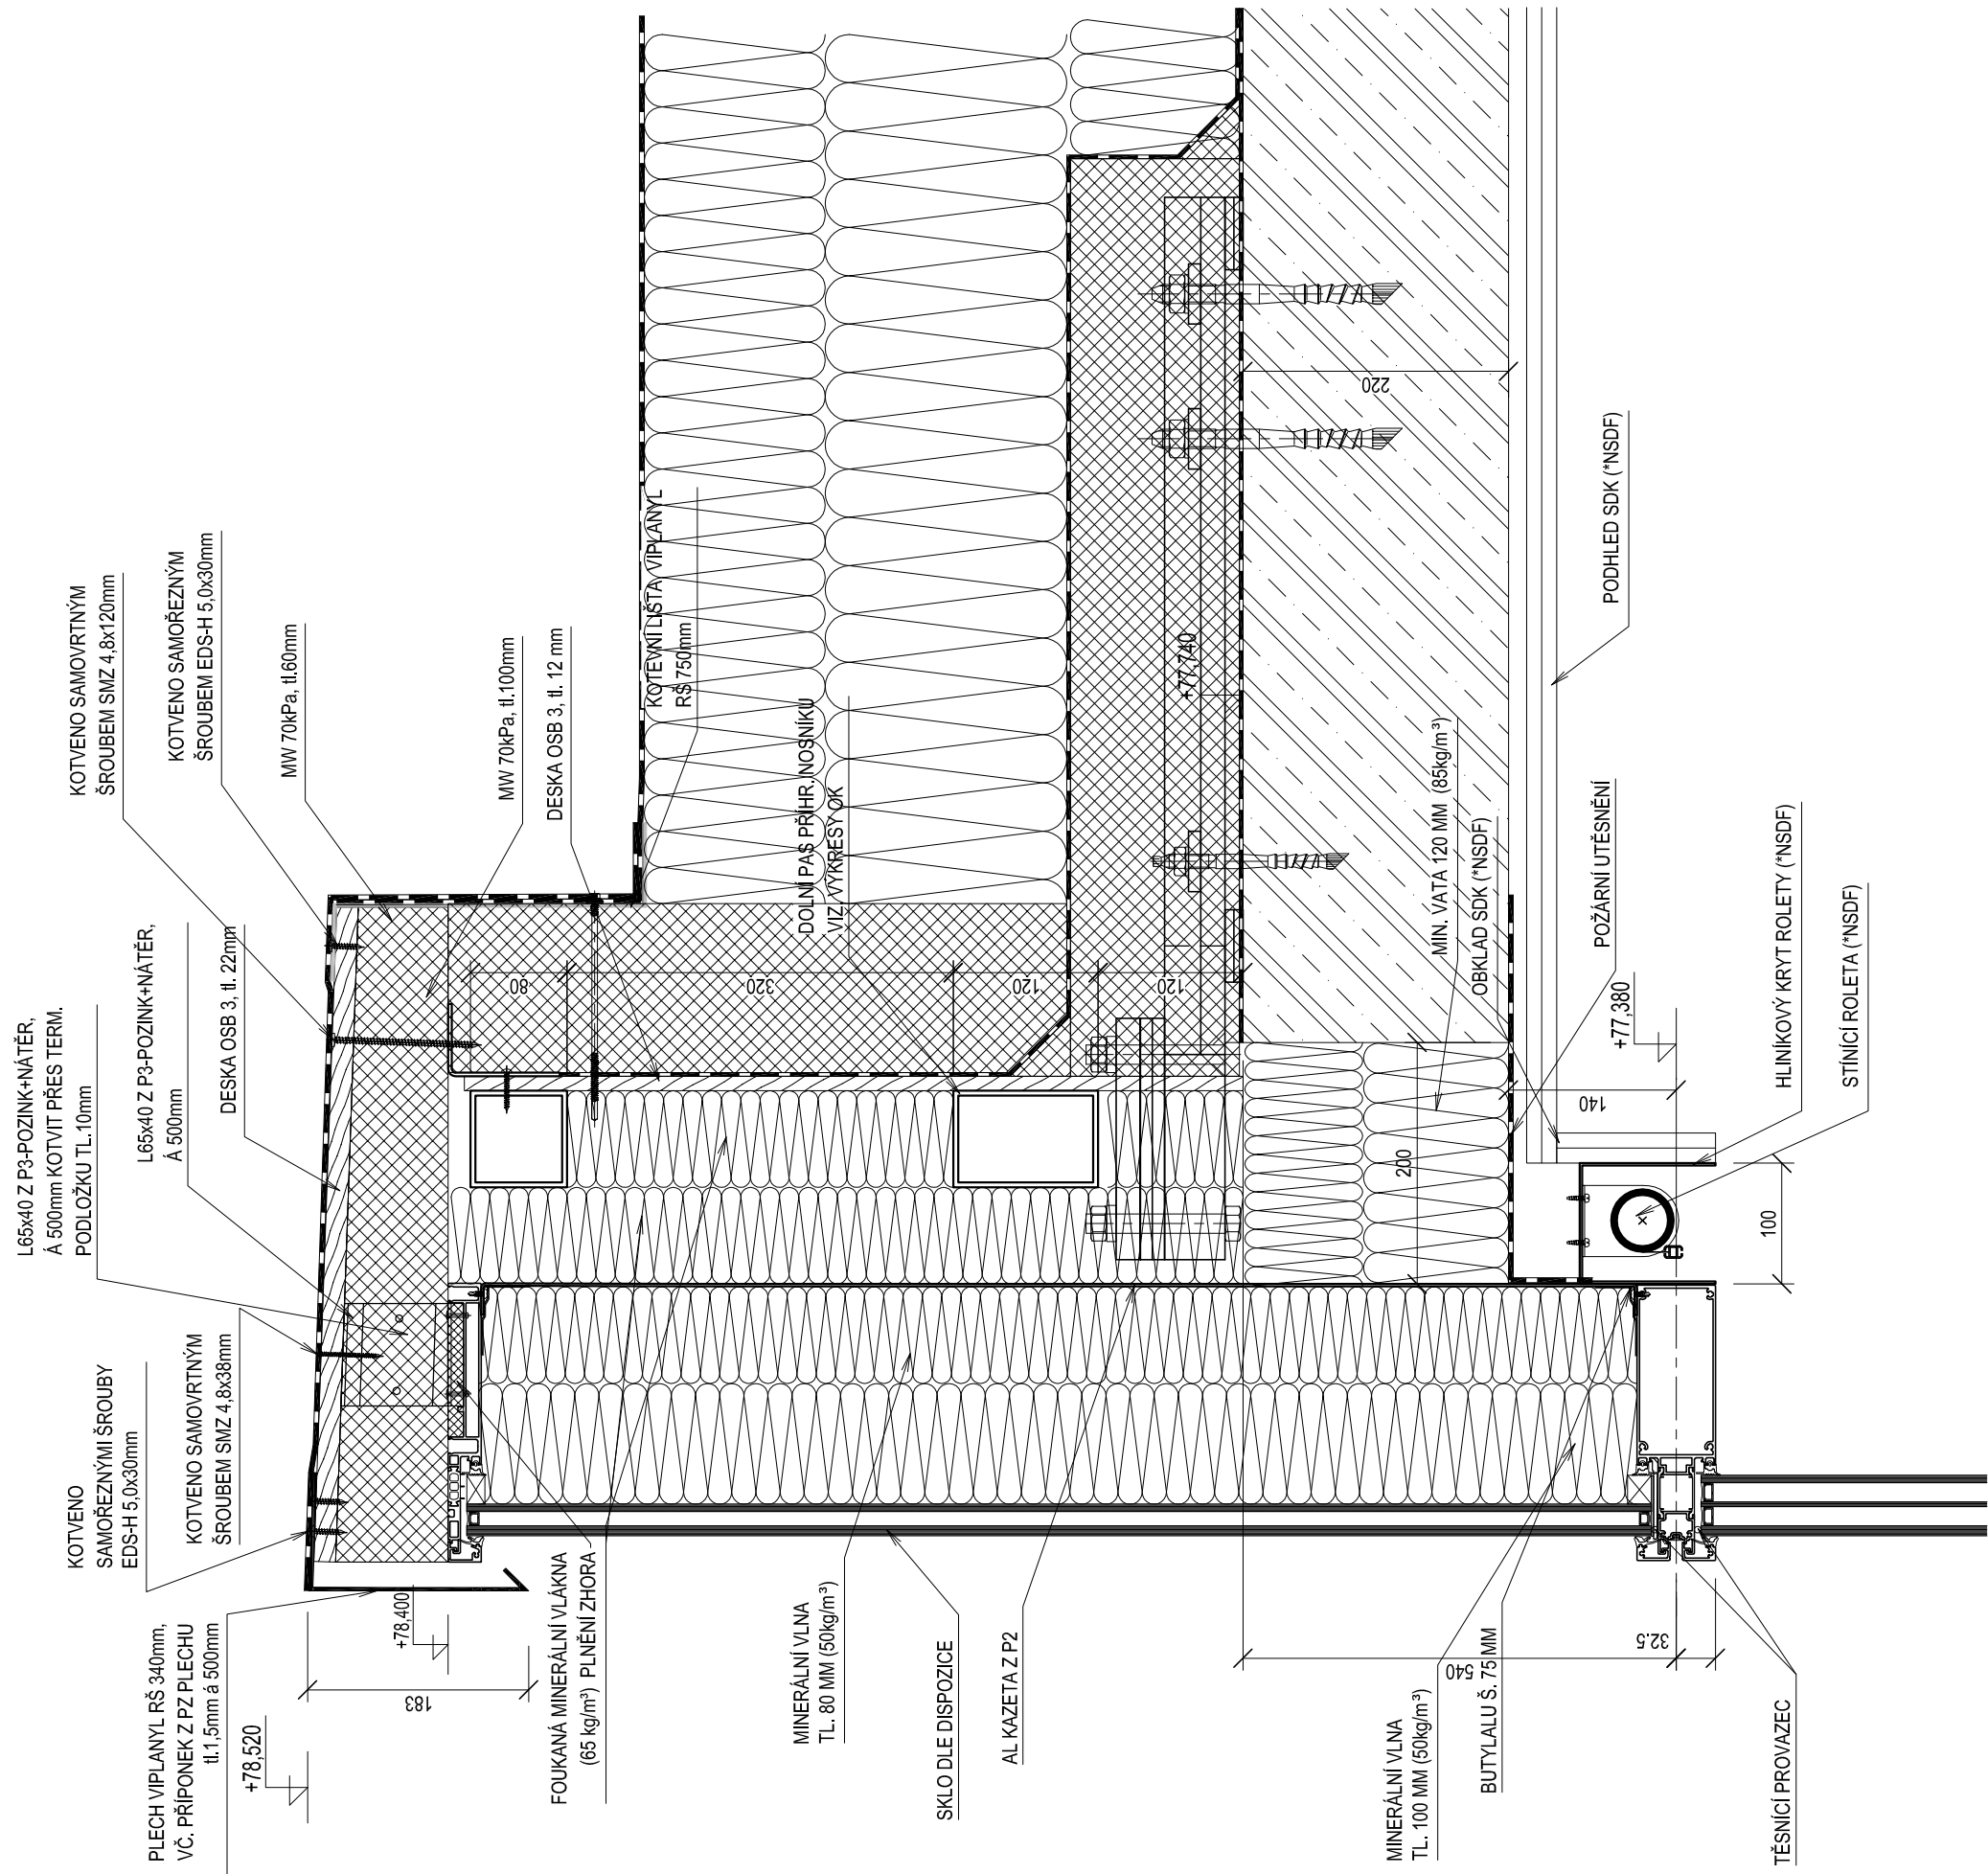 L65x40 Z P3-POZINK+NÁTĚR,
Á 500mm KOTVIT PŘES TERM.
PODLOŽKU TL.10mm
KOTVENO SAMOVRTNÝM
ŠROUBEM SMZ 4,8x120mm
KOTVENO SAMOŘEZNÝM
ŠROUBEM EDS-H 5,0x30mm
L65x40 Z P3-POZINK+NÁTĚR,
Á 500mm
DESKA OSB 3, tl. 22mm
MW 70kPa, tl.60mm
MW 70kPa, tl.100mm
DESKA OSB 3, tl. 12 mm
KOTEVNÍ LIŠTA VIPLANYL
RŠ 750mm
DOLNÍ PAS PŘÍHR. NOSNÍKU
VIZ. VÝKRESY OK
+77,740
220
PODHLED SDK (*NSDF)
MIN. VATA 120 MM (85kg/m³)
OBKLAD SDK (*NSDF)
POŽÁRNÍ UTĚSNĚNÍ
+77,380
HLINÍKOVÝ KRYT ROLETY (*NSDF)
STÍNÍCÍ ROLETA (*NSDF)
80
320
120
120
200
140
100
KOTVENO
SAMOŘEZNÝMI ŠROUBY
EDS-H 5,0x30mm
KOTVENO SAMOVRTNÝM
ŠROUBEM SMZ 4,8x38mm
PLECH VIPLANYL RŠ 340mm,
VČ. PŘÍPONEK Z PZ PLECHU
tl.1,5mm á 500mm
+78,520
+78,400
183
FOUKANÁ MINERÁLNÍ VLÁKNA
(65 kg/m³) PLNĚNÍ ZHORA
MINERÁLNÍ VLNA
TL. 80 MM (50kg/m³)
SKLO DLE DISPOZICE
AL KAZETA Z P2
540
32.5
MINERÁLNÍ VLNA
TL. 100 MM (50kg/m³)
BUTYLALU Š. 75 MM
TĚSNÍCÍ PROVAZEC